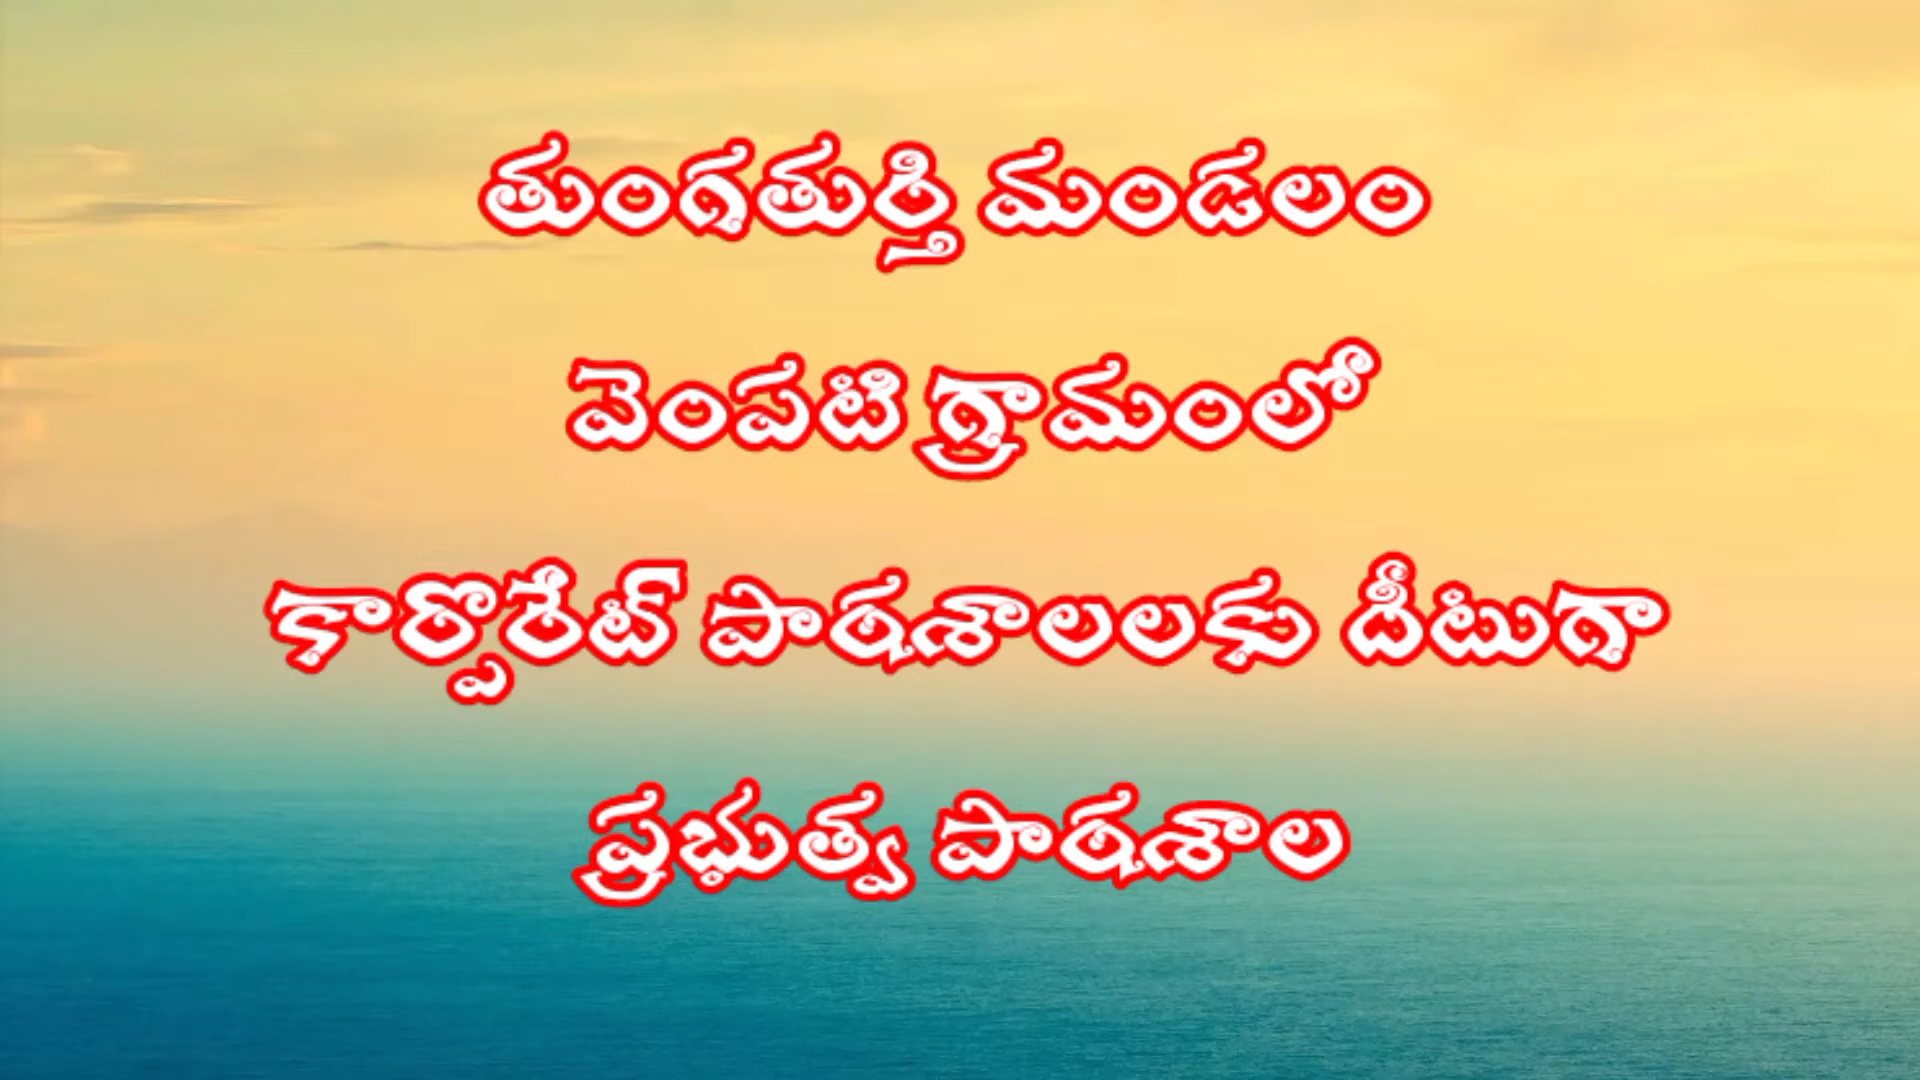 తుంగతుర్తి మండలం
వెంపటి గ్రామంలో
కార్పొరేట్ పాఠశాలలకు దీటుగా
ప్రభుత్వ పాఠశాల